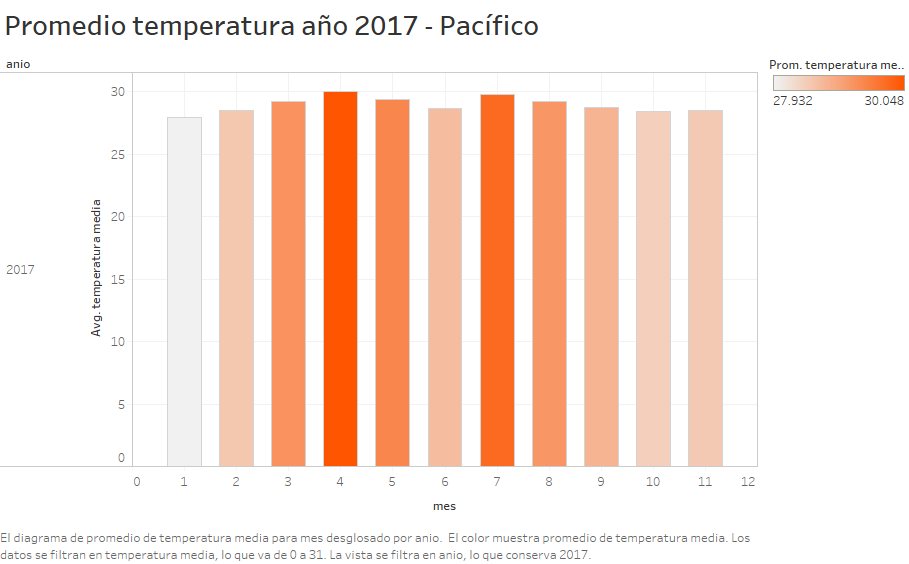 Promedio temperatura año 2017 - Pacífico
anio
Prom. temperatura me..
27.932 30.048
30
25
20
15
10
5
0
Avg. temperatura media
2017
0 1 2 3 4 5 6 7 8 9 10 11 12
mes
El diagrama de promedio de temperatura media para mes desglosado por anio. El color muestra promedio de temperatura media. Los
datos se filtran en temperatura media, lo que va de 0 a 31. La vista se filtra en anio, lo que conserva 2017.